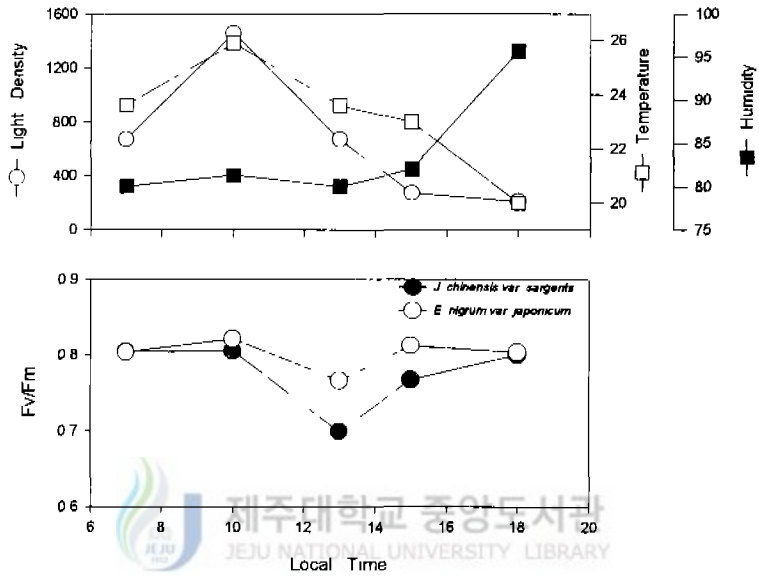 1600
1200
800
400
0
Light Density
26
24
22
20
Temperature
100
95
90
85
80
75
Humidity
0.9
0.8
0.7
0.6
Fv/Fm
J chinensis var sargentii
E nigrum var japonicum
6 8 10 12 14 16 18 20
Local Time
제주대학교 중앙도서관
JEJU NATIONAL UNIVERSITY LIBRARY
JEJU
1952